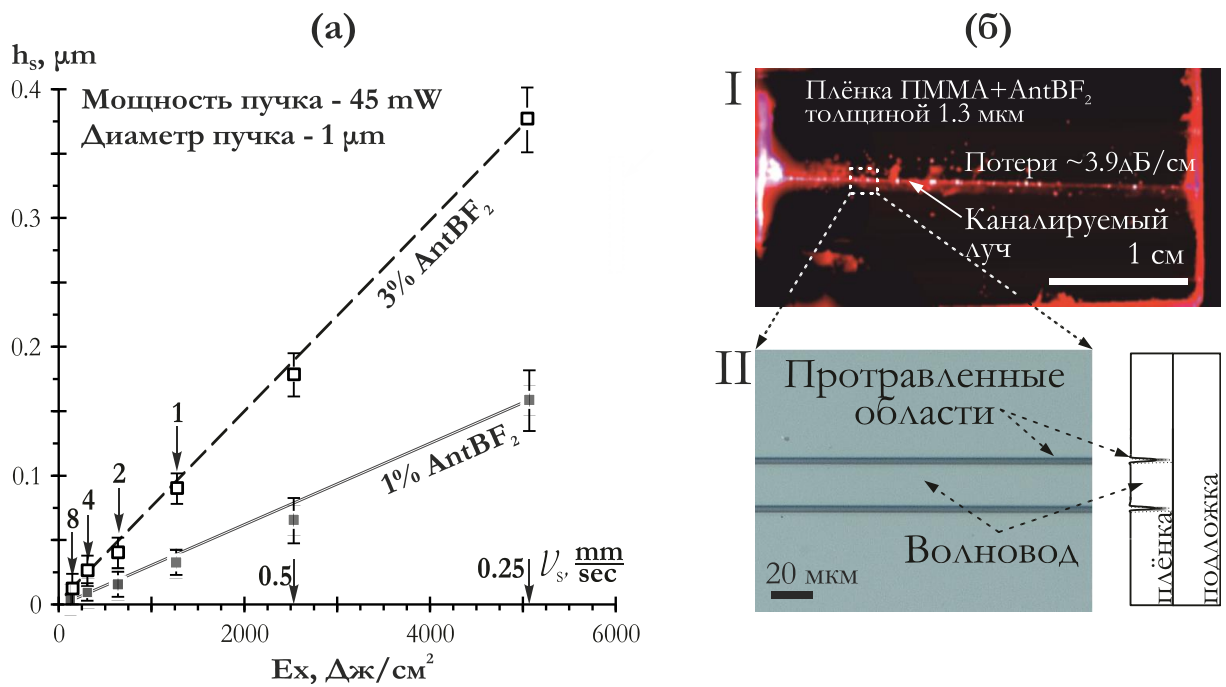 (а)
h_s, μm
0.4
0.3
0.2
0.1
0
Мощность пучка - 45 mW
Диаметр пучка - 1 μm
3% AntBF₂
1% AntBF₂
8
4
2
1
0.5
0.25
υ_s, mm/sec
0
2000
4000
6000
Ex, Дж/см²
(б)
I
Плёнка ПММА+AntBF₂
толщиной 1.3 мкм
Потери ~3.9дБ/см
Каналируемый
луч
1 см
II
Протравленные
области
Волновод
20 мкм
плёнка
подложка